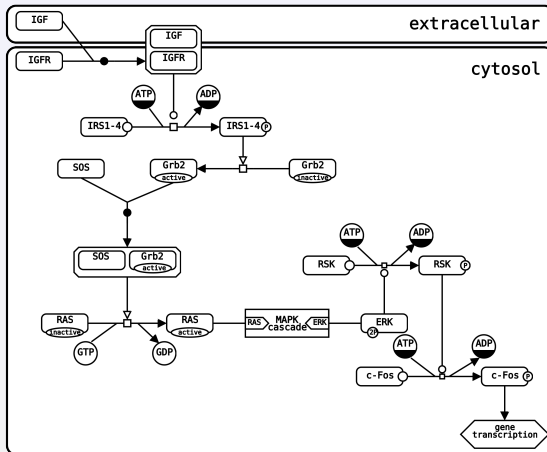 IGF
extracellular
IGF
IGFR
IGFR
cytosol
ATP
ADP
IRS1-4
IRS1-4
P
SOS
Grb2
active
Grb2
inactive
SOS
Grb2
active
ATP
ADP
RSK
RSK
P
RAS
inactive
RAS
active
RAS
MAPK
cascade
ERK
ERK
2P
GTP
GDP
ATP
ADP
c-Fos
c-Fos
P
gene
transcription